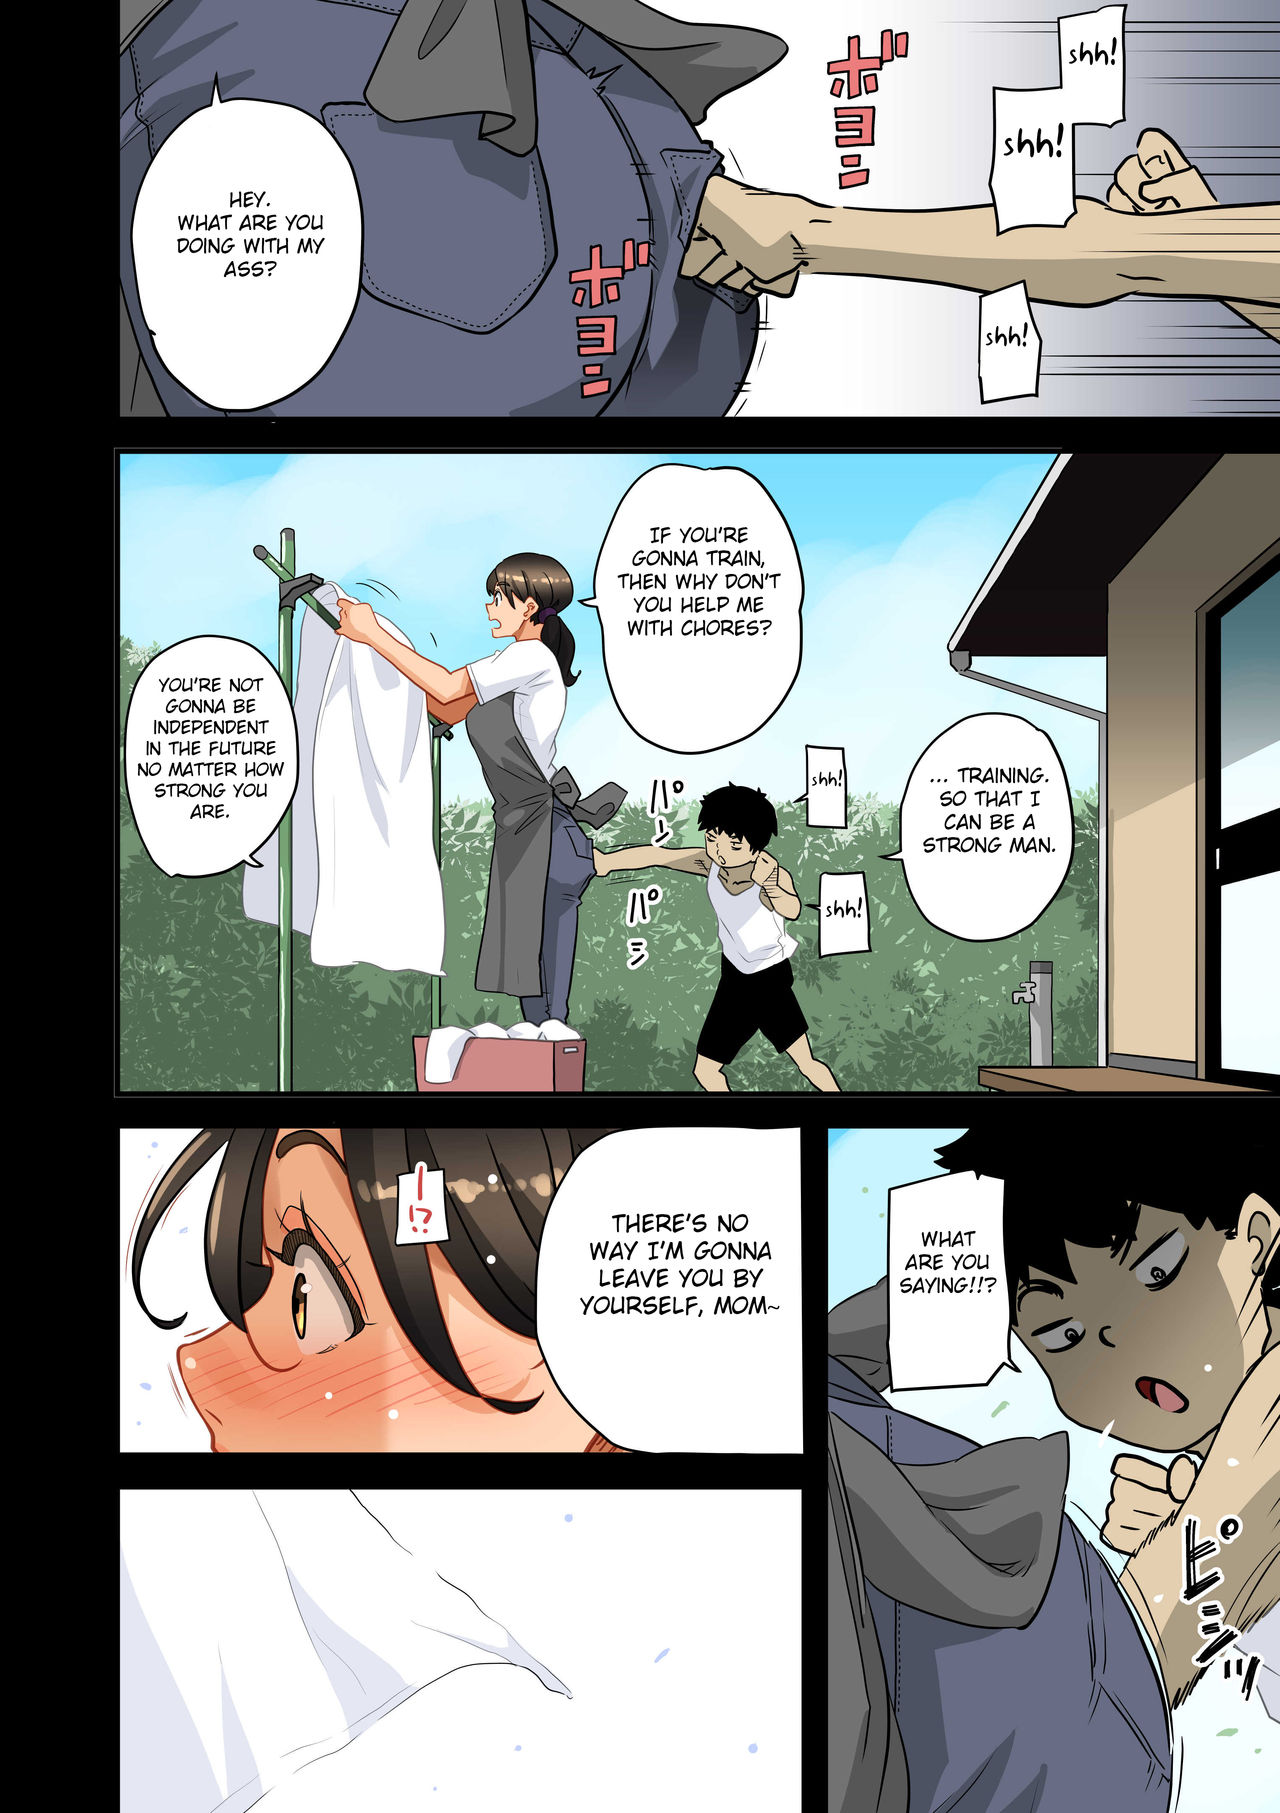 shh!
shh!
ボ
ヨ
ン
HEY.
WHAT ARE YOU
DOING WITH MY
ASS?
ボ
ヨ
ン
shh!
IF YOU'RE
GONNA TRAIN,
THEN WHY DON'T
YOU HELP ME
WITH CHORES?
YOU'RE NOT
GONNA BE
INDEPENDENT
IN THE FUTURE
NO MATTER HOW
STRONG YOU
ARE.
shh!
... TRAINING.
SO THAT I
CAN BE A
STRONG MAN.
パ
ン
パ
シ
shh!
THERE'S NO
WAY I'M GONNA
LEAVE YOU BY
YOURSELF, MOM~
!?
WHAT
ARE YOU
SAYING!!?
ピ
シ
ッ